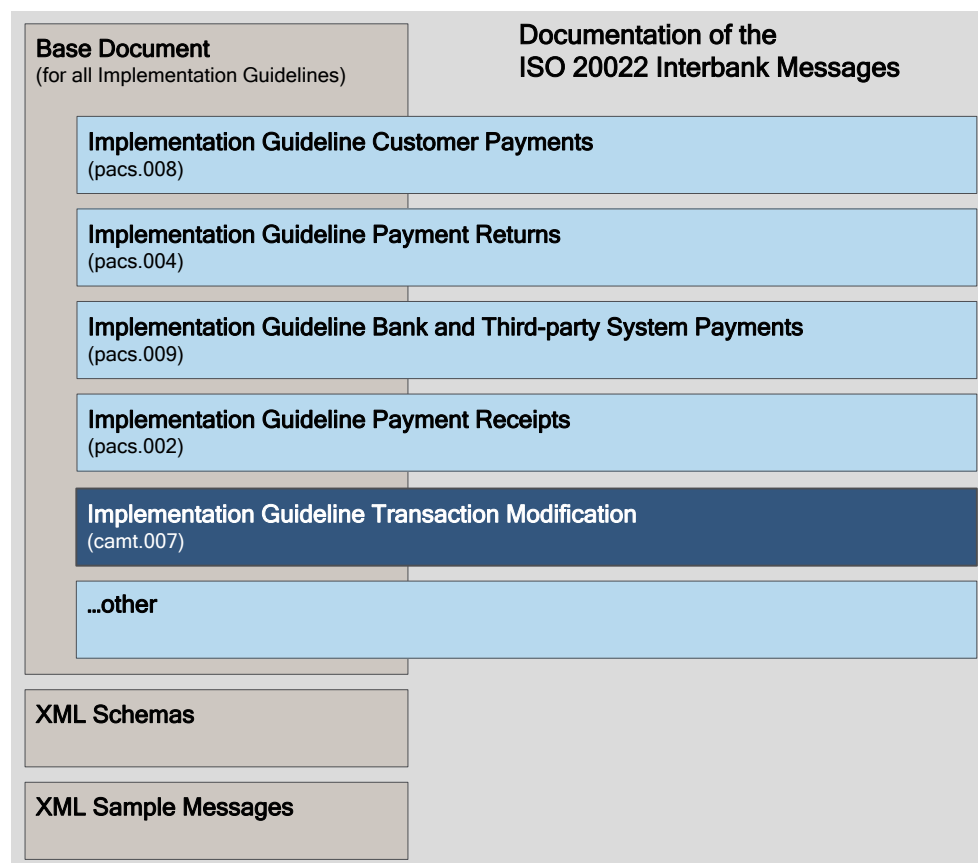 Base Document
(for all Implementation Guidelines)
Documentation of the
ISO 20022 Interbank Messages
Implementation Guideline Customer Payments
(pacs.008)
Implementation Guideline Payment Returns
(pacs.004)
Implementation Guideline Bank and Third-party System Payments
(pacs.009)
Implementation Guideline Payment Receipts
(pacs.002)
Implementation Guideline Transaction Modification
(camt.007)
...other
XML Schemas
XML Sample Messages